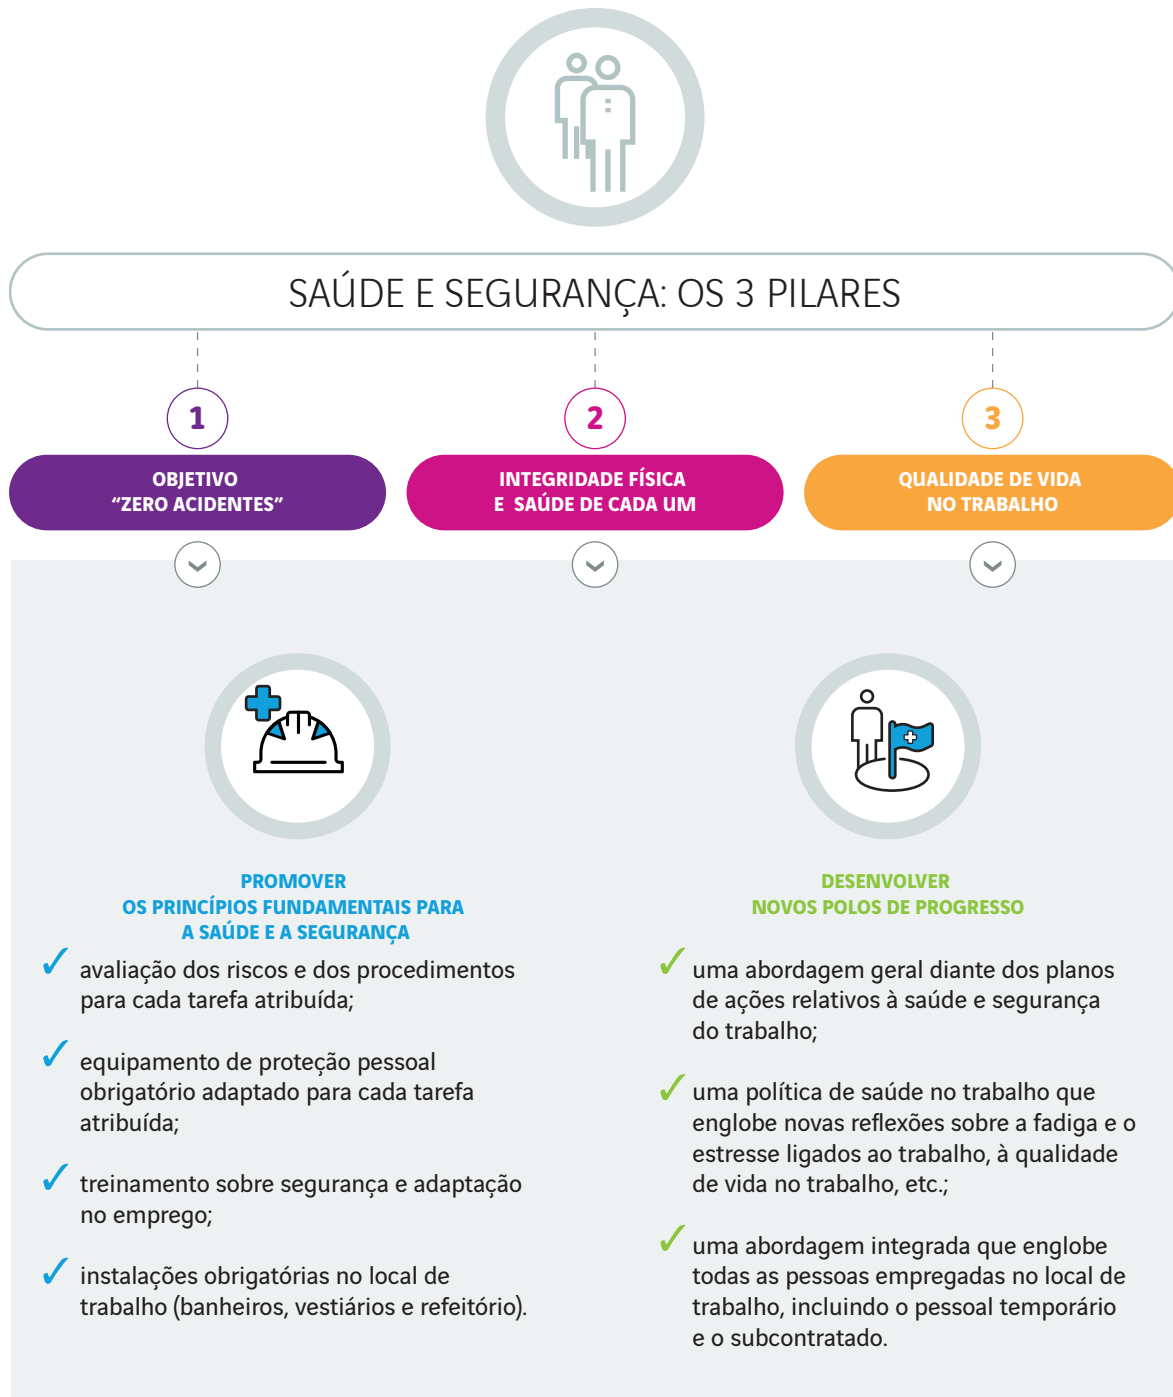 SAÚDE E SEGURANÇA: OS 3 PILARES
1
OBJETIVO
“ZERO ACIDENTES”
2
INTEGRIDADE FÍSICA
E SAÚDE DE CADA UM
3
QUALIDADE DE VIDA
NO TRABALHO
PROMOVER
OS PRINCÍPIOS FUNDAMENTAIS PARA
A SAÚDE E A SEGURANÇA
✓ avaliação dos riscos e dos procedimentos
para cada tarefa atribuída;
✓ equipamento de proteção pessoal
obrigatório adaptado para cada tarefa
atribuída;
✓ treinamento sobre segurança e adaptação
no emprego;
✓ instalações obrigatórias no local de
trabalho (banheiros, vestiários e refeitório).
DESENVOLVER
NOVOS POLOS DE PROGRESSO
✓ uma abordagem geral diante dos planos
de ações relativos à saúde e segurança
do trabalho;
✓ uma política de saúde no trabalho que
englobe novas reflexões sobre a fadiga e o
estresse ligados ao trabalho, à qualidade
de vida no trabalho, etc.;
✓ uma abordagem integrada que englobe
todas as pessoas empregadas no local de
trabalho, incluindo o pessoal temporário
e o subcontratado.